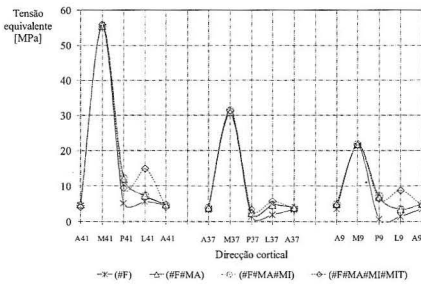 Tensão
equivalente
[MPa]
60
50
40
30
20
10
0
A41 M41 P41 L41 A41 A37 M37 P37 L37 A37 A9 M9 P9 L9 A9
Direcção cortical
(#F) (#F#MA) (#F#MA#MI) (#F#MA#MI#MIT)